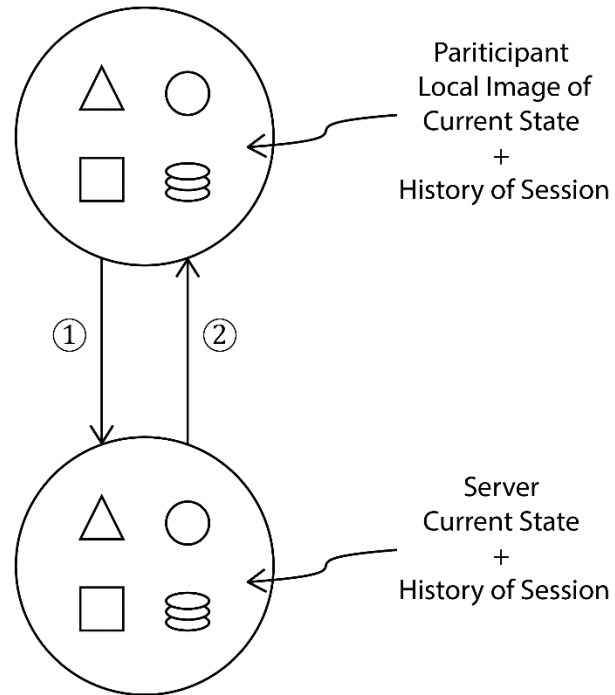 Pariticipant
Local Image of
Current State
+
History of Session
① ②
Server
Current State
+
History of Session